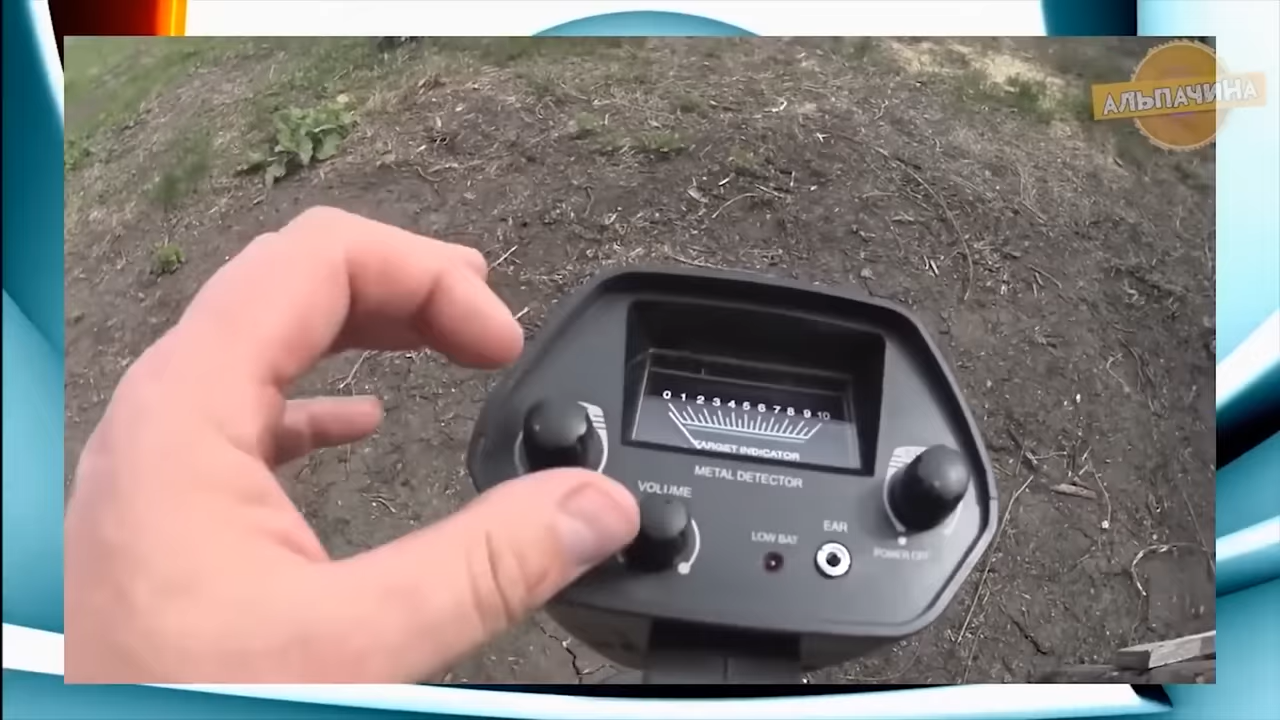 АЛЬПАЧИНА
0 1 2 3 4 5 6 7 8 9 10
TARGET INDICATOR
METAL DETECTOR
VOLUME
LOW BAT
EAR
POWER OFF